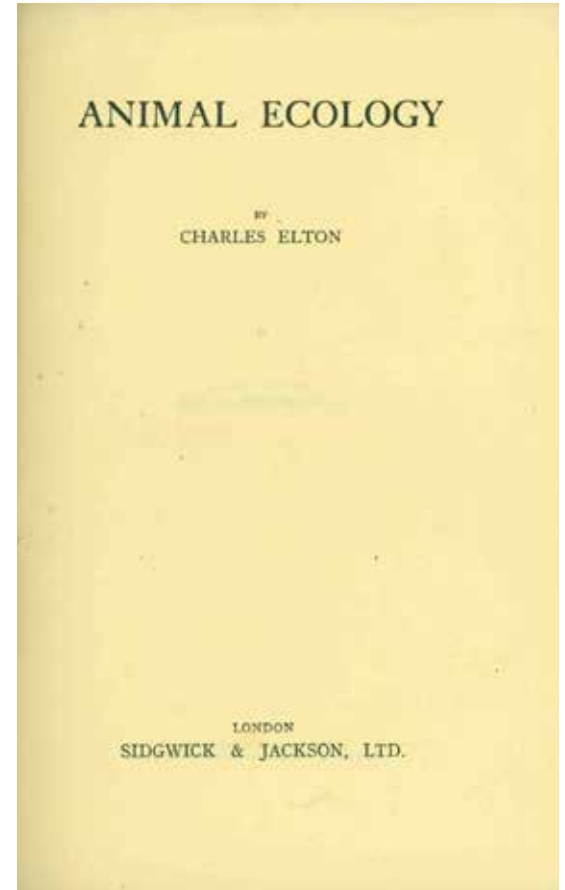 ANIMAL ECOLOGY
BY
CHARLES ELTON
LONDON
SIDGWICK & JACKSON, LTD.